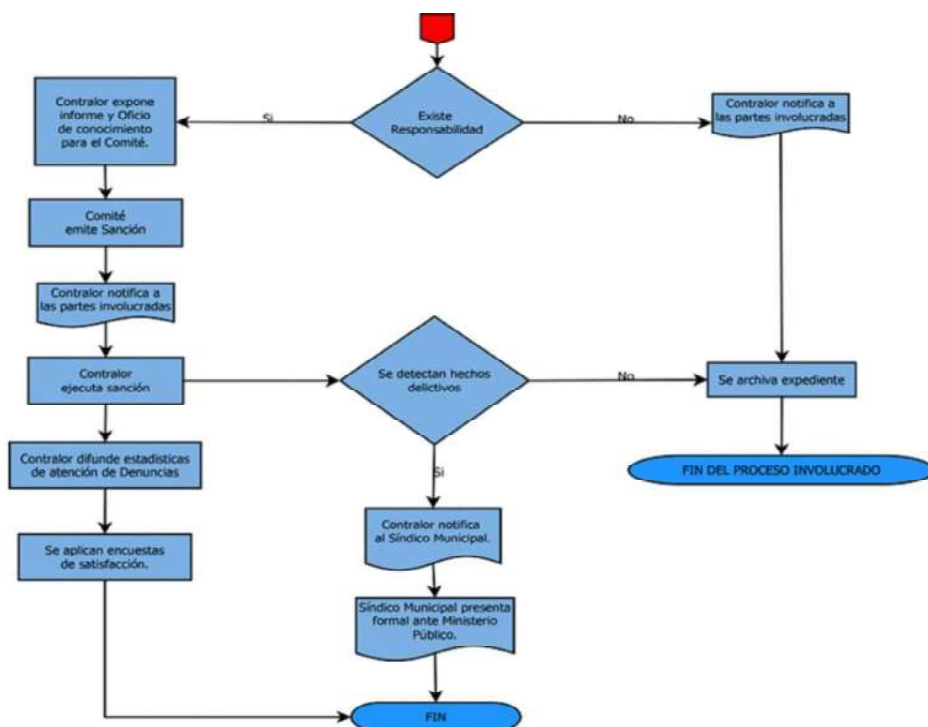 Contralor expone
informe y Oficio
de conocimiento
para el Comité.
Si
Existe
Responsabilidad
No
Contralor notifica a
las partes involucradas
Comité
emite Sanción
Contralor notifica a
las partes involucradas
Contralor
ejecuta sanción
Se detectan hechos
delictivos
No
Se archiva expediente
Contralor difunde estadisticas
de atención de Denuncias
Si
FIN DEL PROCESO INVOLUCRADO
Contralor notifica
al Síndico Municipal.
Se aplican encuestas
de satisfacción.
Síndico Municipal presenta
formal ante Ministerio
Público.
FIN